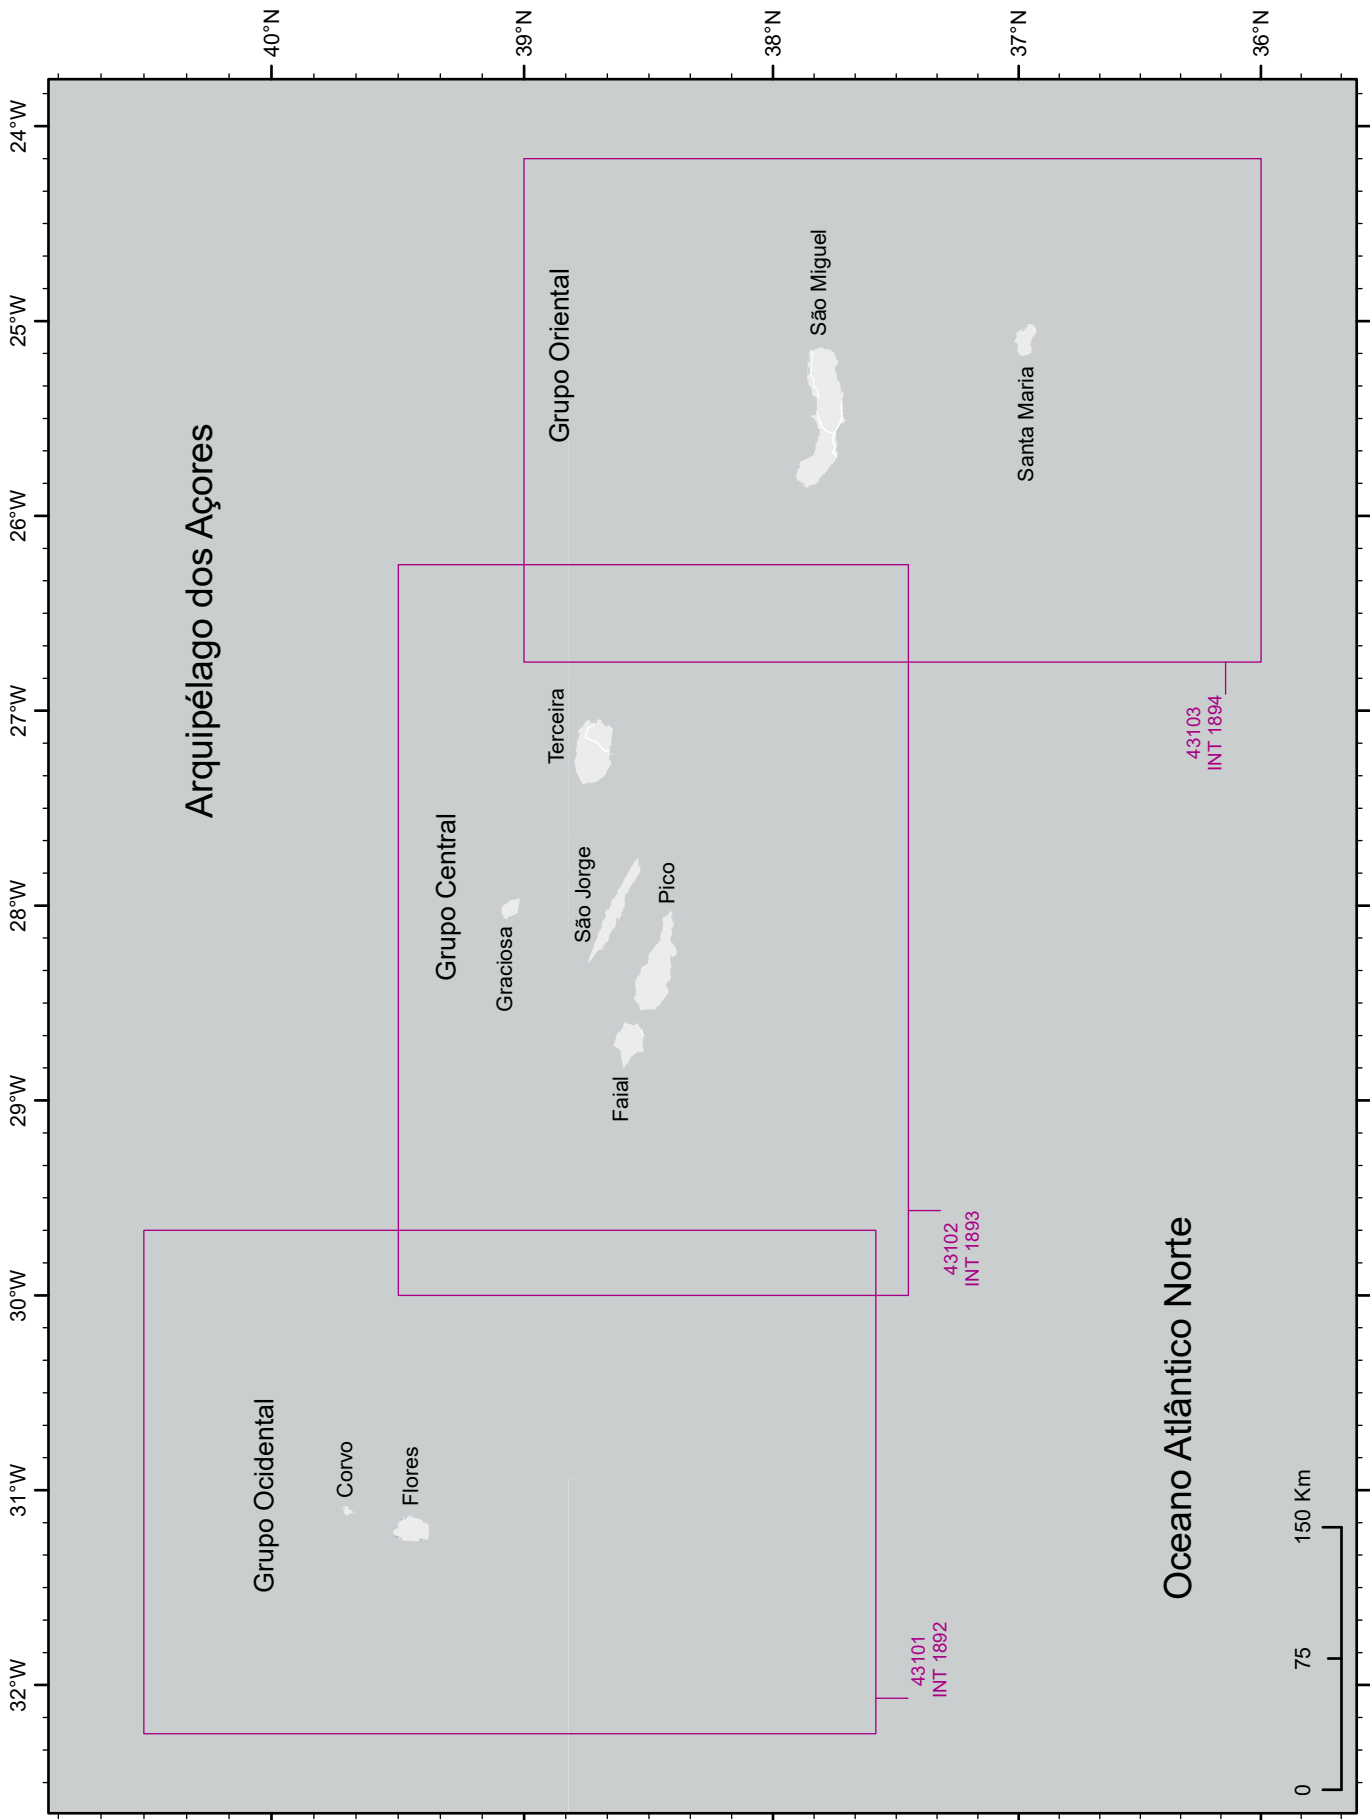 32°W
31°W
30°W
29°W
28°W
27°W
26°W
25°W
24°W
40°N
39°N
38°N
37°N
36°N
Arquipélago dos Açores
Grupo Ocidental
Corvo
Flores
Grupo Central
Graciosa
Terceira
São Jorge
Faial
Pico
Grupo Oriental
São Miguel
Santa Maria
43101
INT 1892
43102
INT 1893
43103
INT 1894
Oceano Atlântico Norte
0 75 150 Km